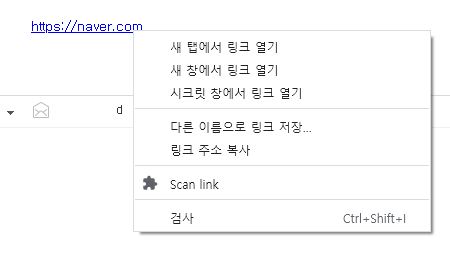 https://naver.com
새 탭에서 링크 열기
새 창에서 링크 열기
시크릿 창에서 링크 열기
d
다른 이름으로 링크 저장...
링크 주소 복사
Scan link
검사 Ctrl+Shift+I